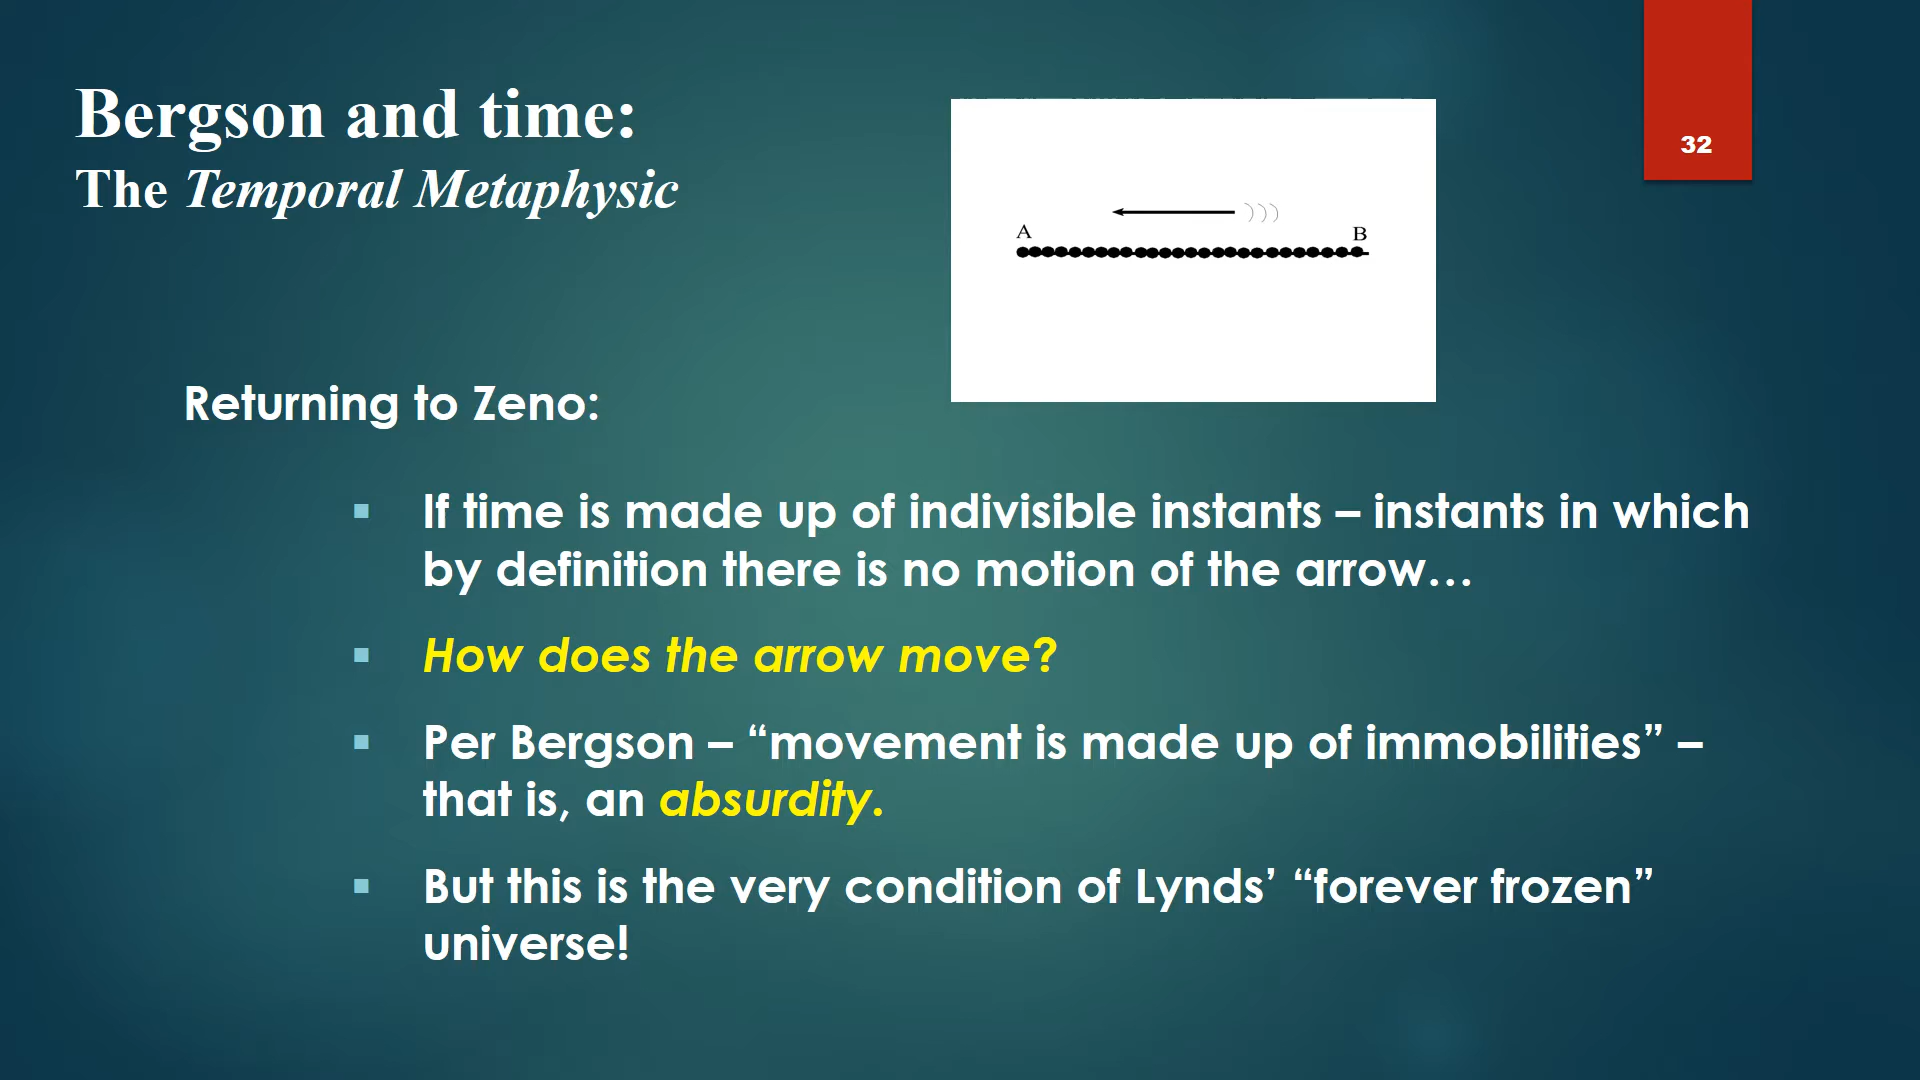 Bergson and time:
The Temporal Metaphysic
32
A
B
Returning to Zeno:
If time is made up of indivisible instants – instants in which
by definition there is no motion of the arrow…
How does the arrow move?
Per Bergson – “movement is made up of immobilities” –
that is, an absurdity.
But this is the very condition of Lynds’ “forever frozen”
universe!